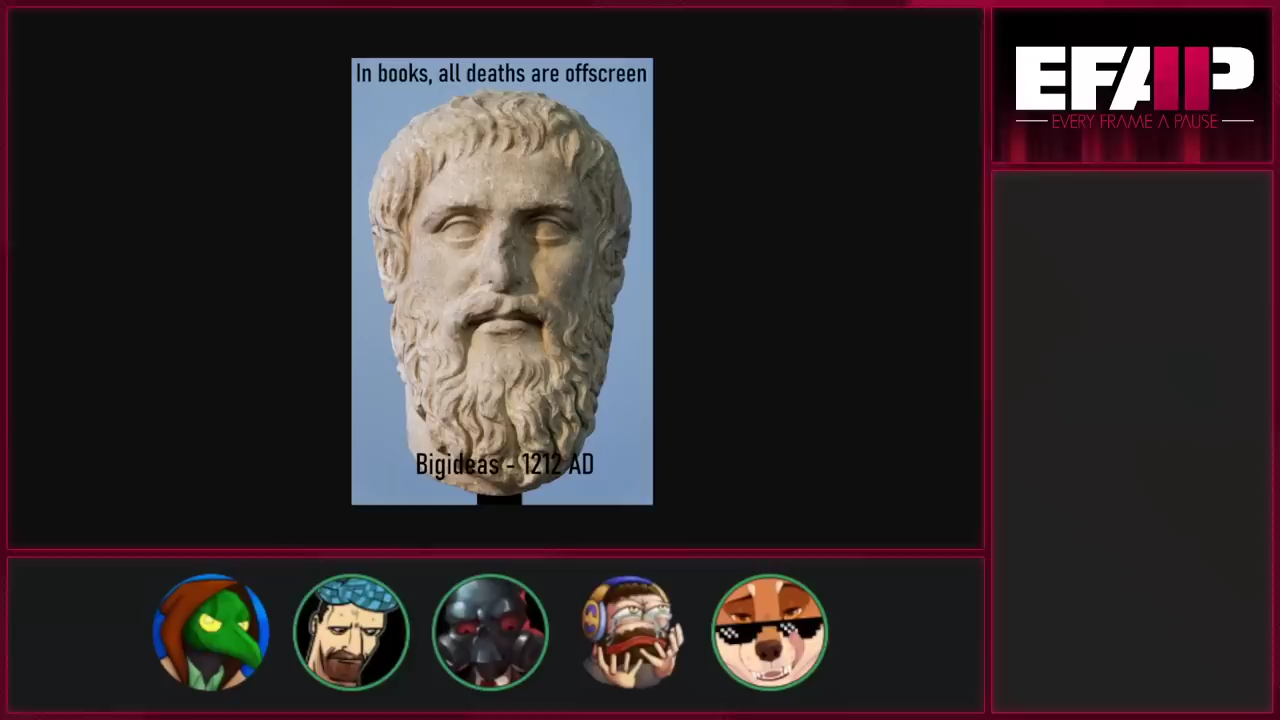 In books, all deaths are offscreen
Bigideas - 1212 AD
EFAP
EVERY FRAME A PAUSE